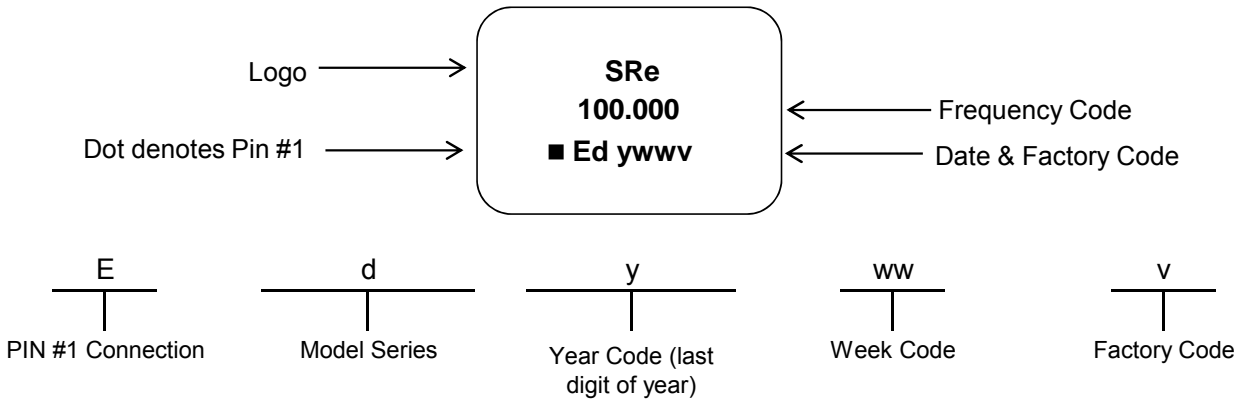 Logo
SRe
100.000
Frequency Code
Dot denotes Pin #1
■ Ed ywwv
Date & Factory Code
E
d
y
ww
v
PIN #1 Connection
Model Series
Year Code (last
digit of year)
Week Code
Factory Code